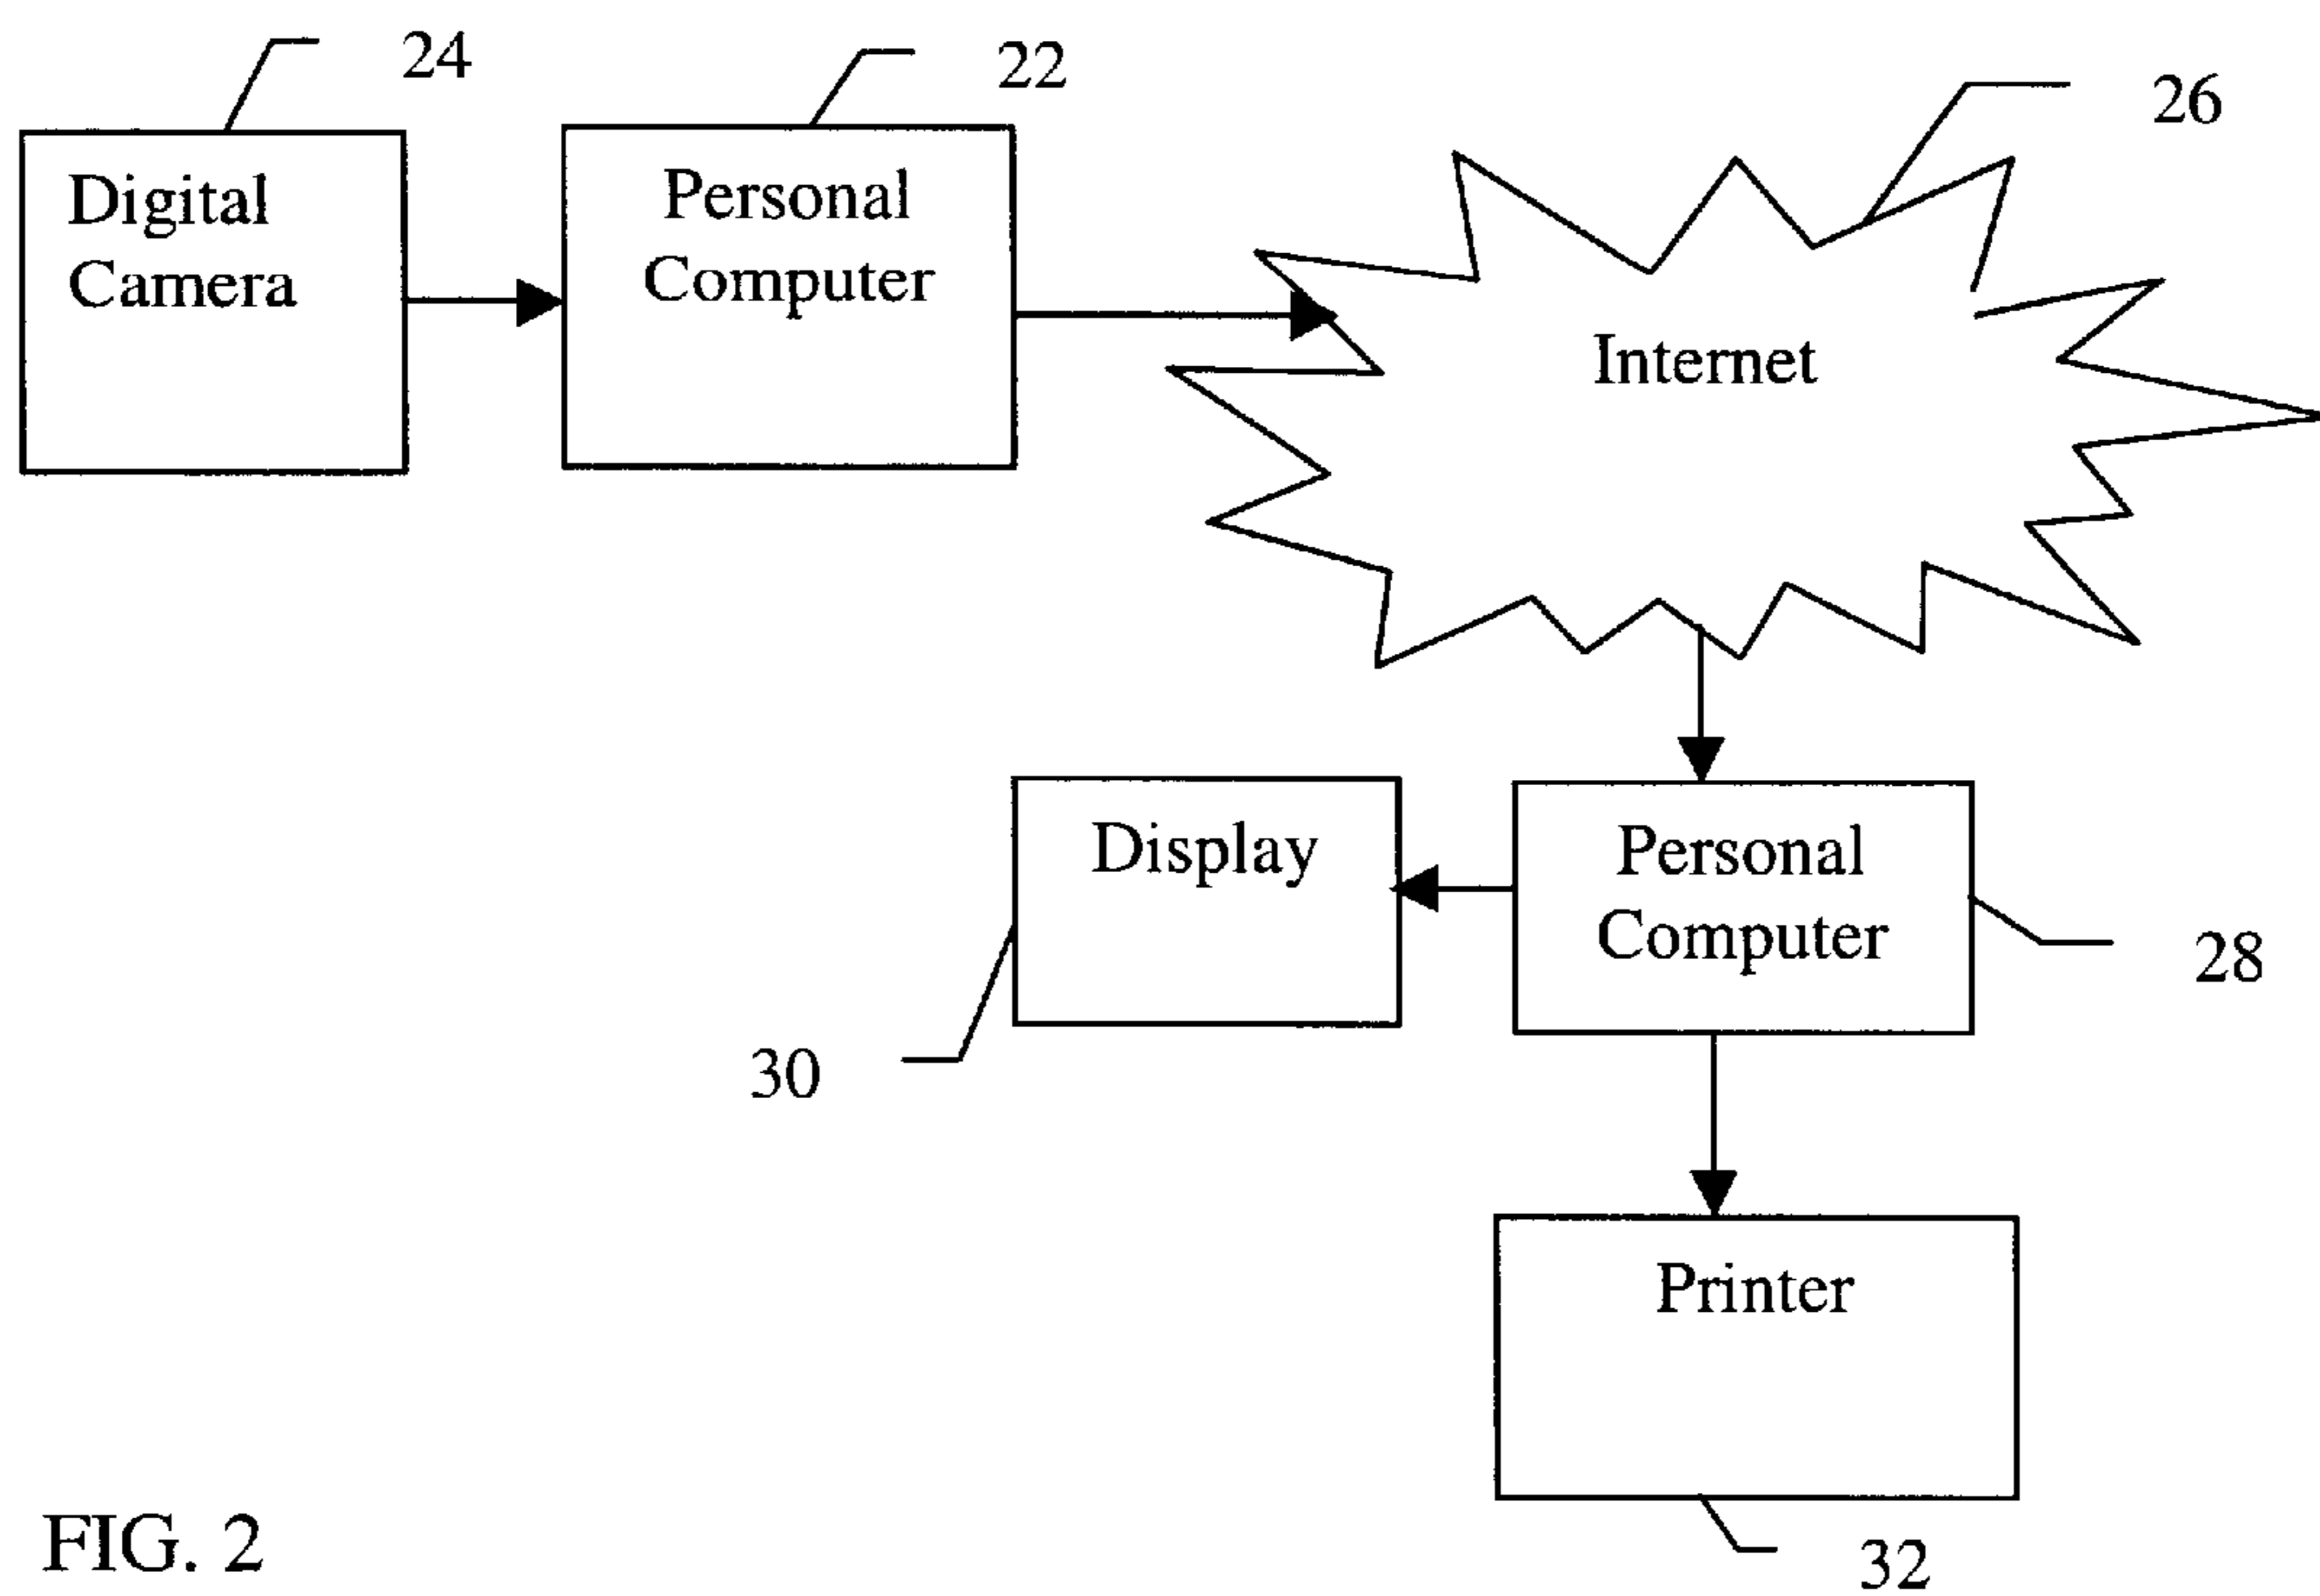 24
22
26
Digital
Camera
Personal
Computer
Internet
Display
Personal
Computer
28
30
Printer
FIG. 2
32